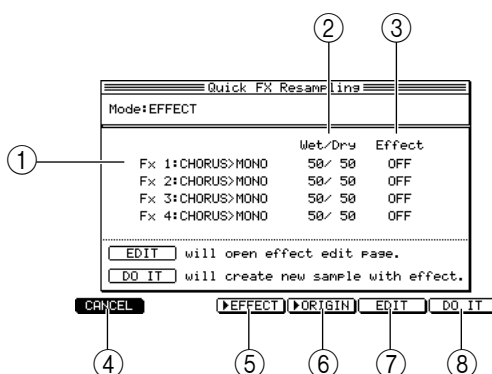 ② ③
Quick FX Resampling
Mode:EFFECT
Wet/Dry Effect
① Fx 1:CHORUS>MONO 50/ 50 OFF
Fx 2:CHORUS>MONO 50/ 50 OFF
Fx 3:CHORUS>MONO 50/ 50 OFF
Fx 4:CHORUS>MONO 50/ 50 OFF
EDIT will open effect edit page.
DO IT will create new sample with effect.
CANCEL ▶EFFECT ▶ORIGIN EDIT DO IT
④ ⑤ ⑥ ⑦ ⑧